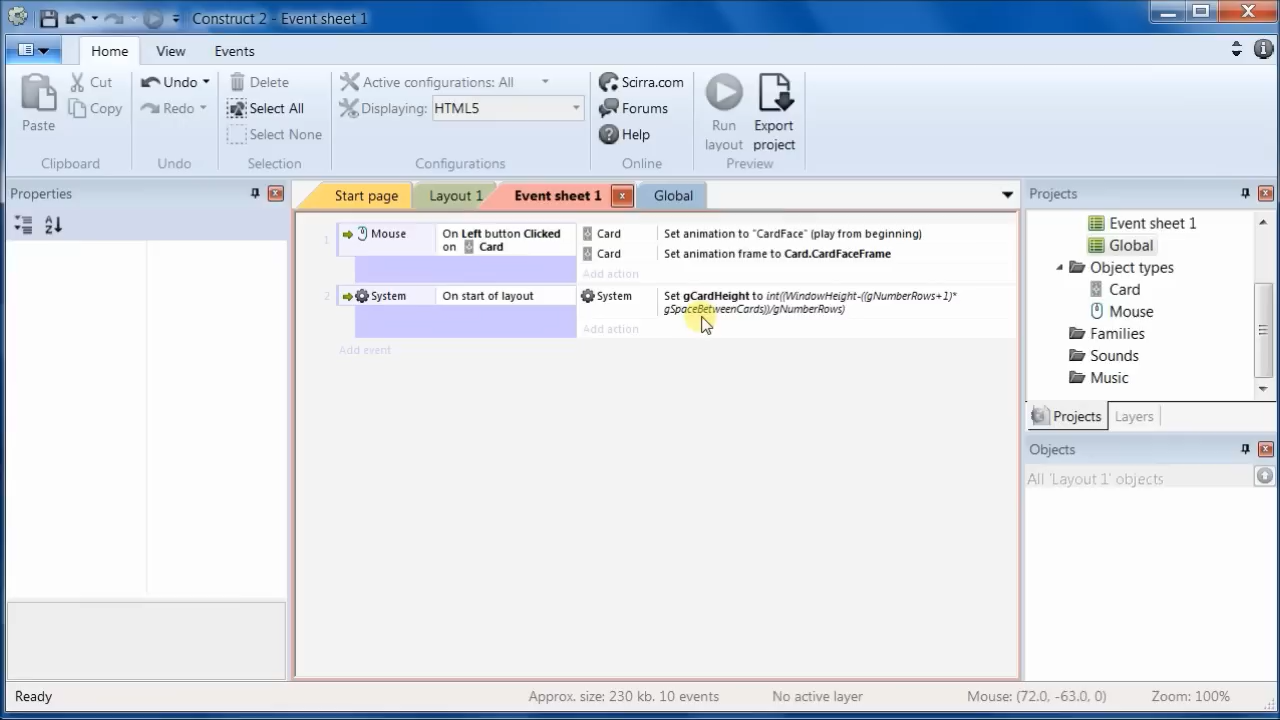 Construct 2 - Event sheet 1
Home View Events
Paste
Cut
Copy
Clipboard
Undo
Redo
Undo
Delete
Select All
Select None
Selection
Active configurations: All
Displaying: HTML5
Configurations
Scirra.com
Forums
Help
Online
Run layout
Export project
Preview
Properties
Start page Layout 1 Event sheet 1 x Global
1 Mouse On Left button Clicked on Card
Card Set animation to "CardFace" (play from beginning)
Card Set animation frame to Card.CardFaceFrame
Add action
2 System On start of layout
System Set gCardHeight to int((WindowHeight-((gNumberRows+1)*
gSpaceBetweenCards))/gNumberRows)
Add action
Add event
Projects
Event sheet 1
Global
Object types
Card
Mouse
Families
Sounds
Music
Projects Layers
Objects
All 'Layout 1' objects
Ready Approx. size: 230 kb. 10 events No active layer Mouse: (72.0, -63.0, 0) Zoom: 100%